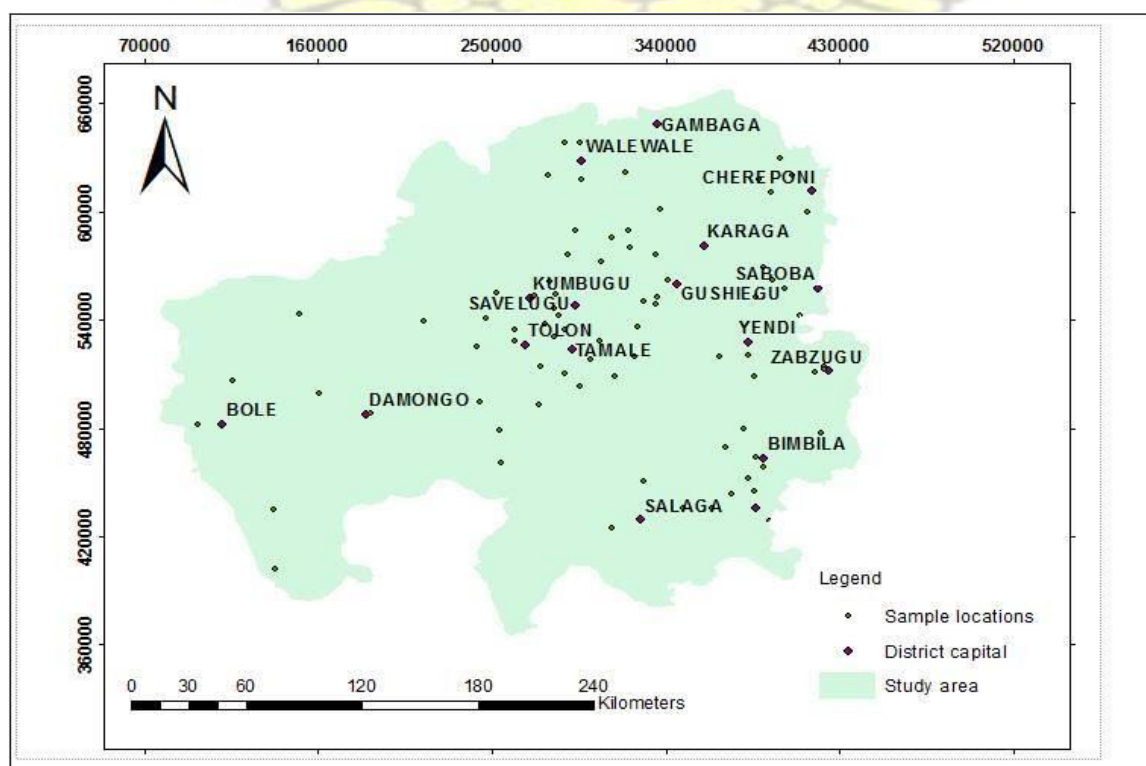 70000 160000 250000 340000 430000 520000
N
660000
600000
540000
480000
420000
360000
GAMBAGA
WALEWALE
CHEREPONI
KARAGA
SABOBA
KUMBUGU
GUSHIEGU
SAVELUGU
TOLON
YENDI
TAMALE
ZABZUGU
DAMONGO
BOLE
BIMBILA
SALAGA
Legend
Sample locations
District capital
Study area
0 30 60 120 180 240
Kilometers